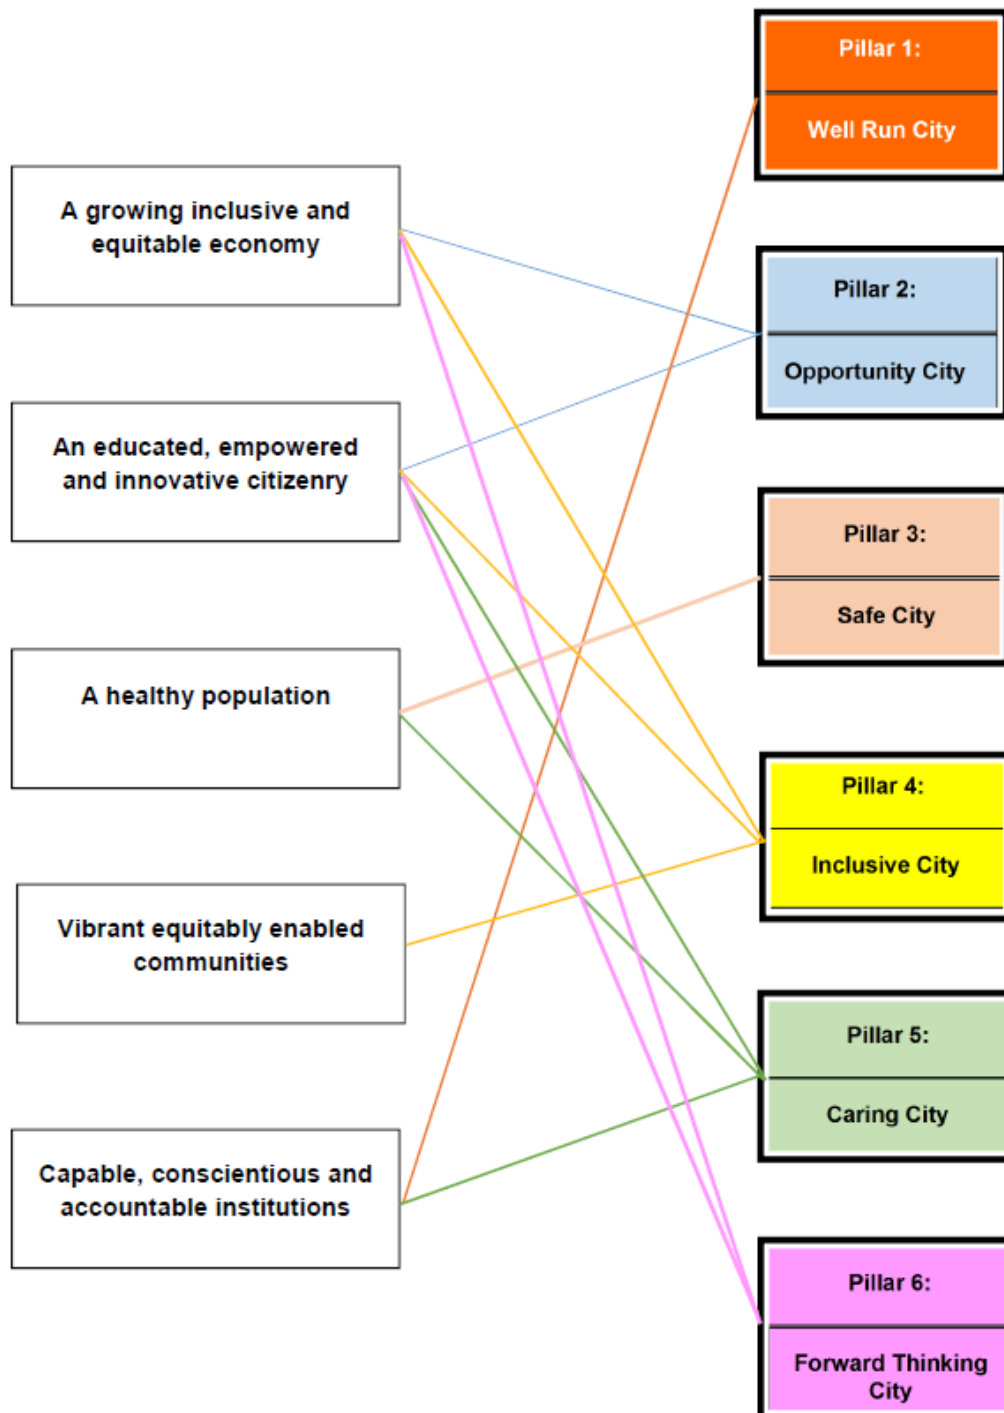 A growing inclusive and
equitable economy
An educated, empowered
and innovative citizenry
A healthy population
Vibrant equitably enabled
communities
Capable, conscientious and
accountable institutions
Pillar 1:
Well Run City
Pillar 2:
Opportunity City
Pillar 3:
Safe City
Pillar 4:
Inclusive City
Pillar 5:
Caring City
Pillar 6:
Forward Thinking
City